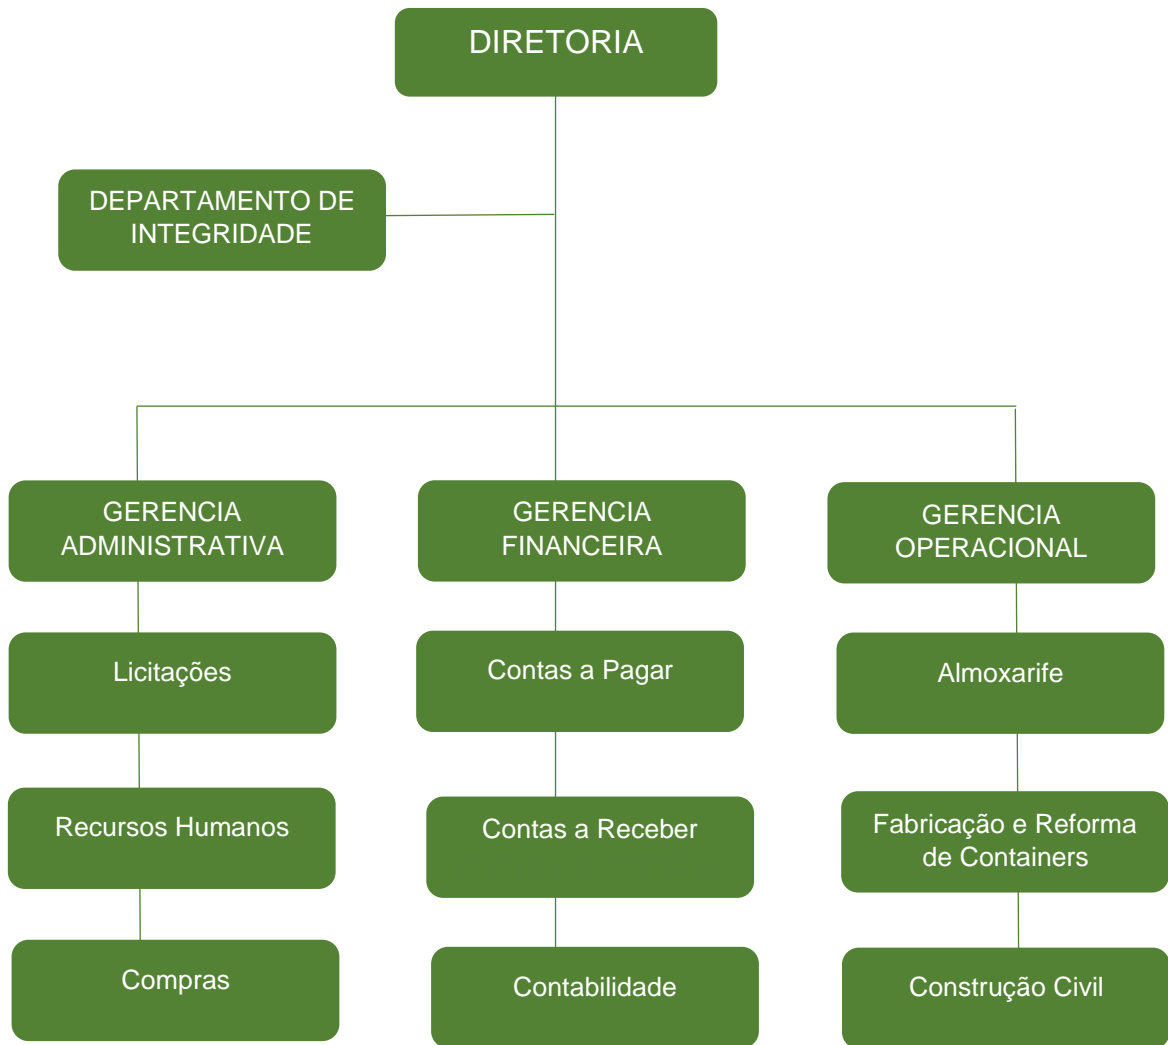 DIRETORIA
DEPARTAMENTO DE
INTEGRIDADE
GERENCIA
ADMINISTRATIVA
GERENCIA
FINANCEIRA
GERENCIA
OPERACIONAL
Licitações
Contas a Pagar
Almoxarife
Recursos Humanos
Contas a Receber
Fabricação e Reforma
de Containers
Compras
Contabilidade
Construção Civil